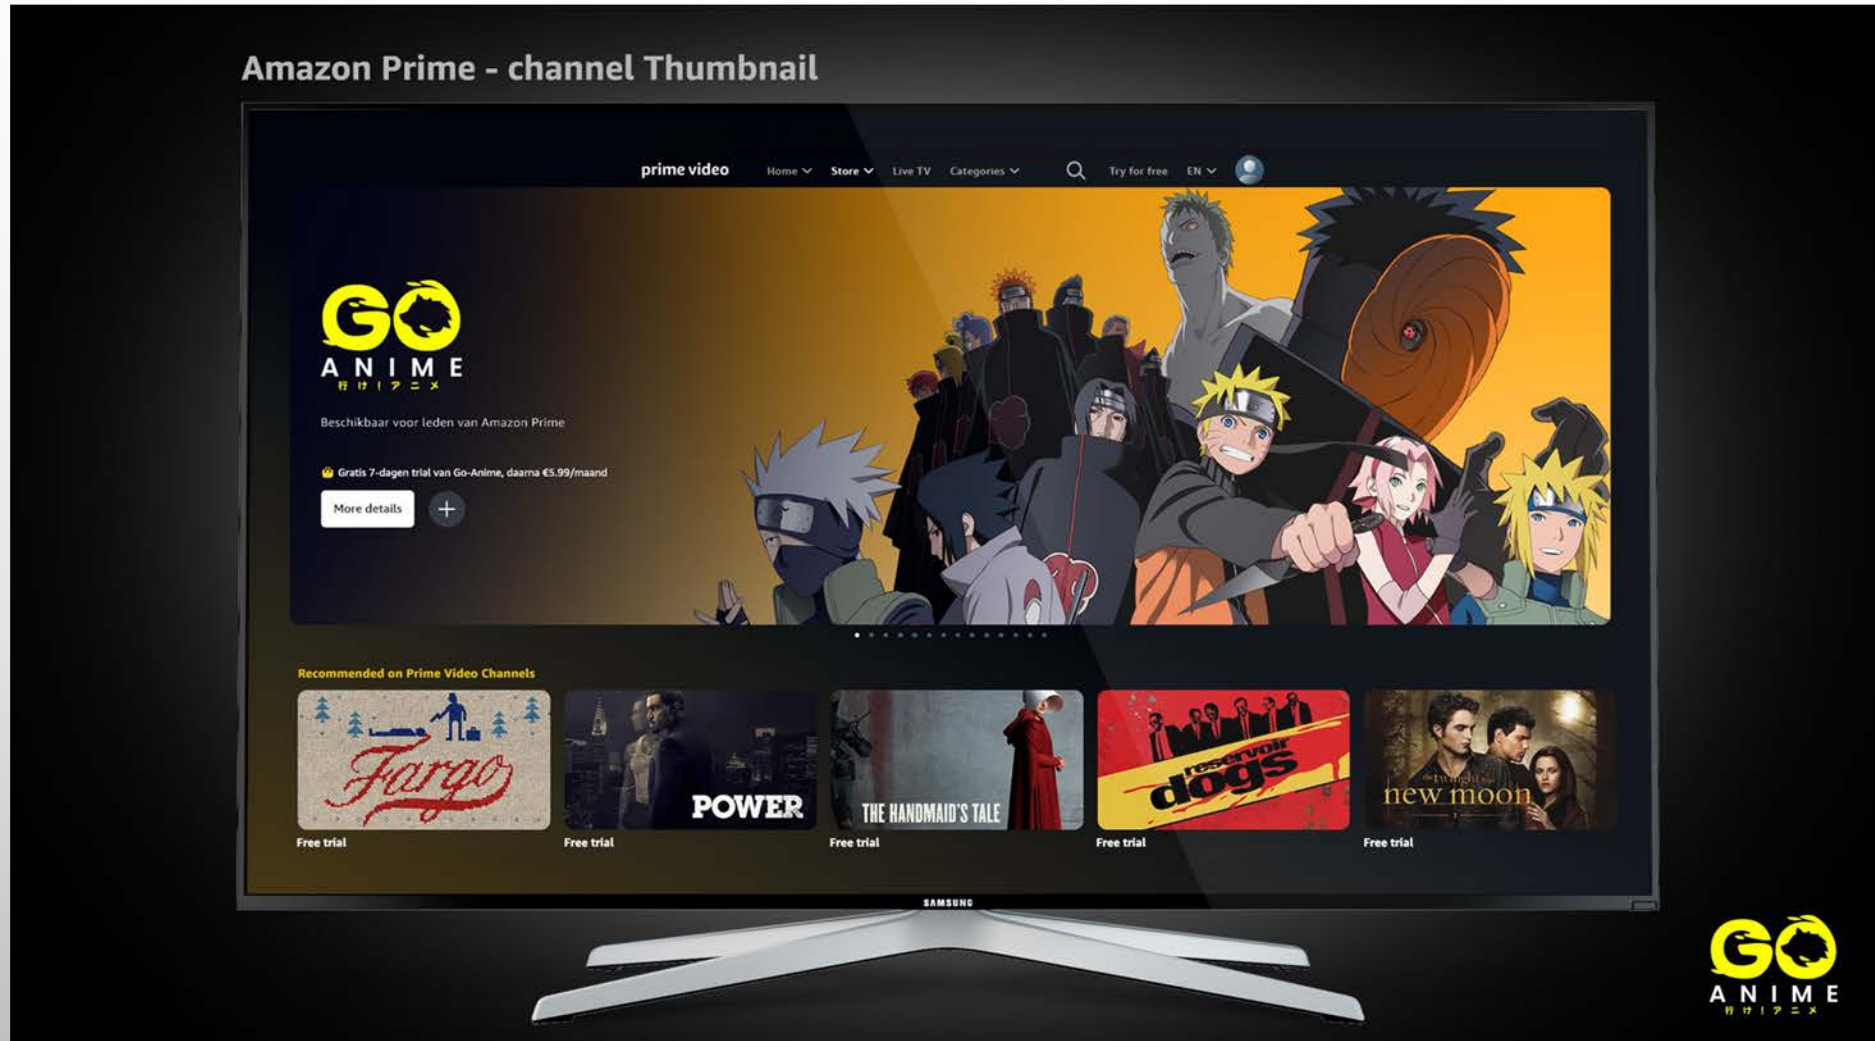 Amazon Prime - channel Thumbnail
prime video Home Store Live TV Categories Try for free EN
GO
ANIME
行け!アニメ
Beschikbaar voor leden van Amazon Prime
Gratis 7-dagen trial van Go-Anime, daarna €5.99/maand
More details
Recommended on Prime Video Channels
Fargo
POWER
THE HANDMAID'S TALE
reservoir
dogs
the twilight saga
new moon
Free trial Free trial Free trial Free trial Free trial
SAMSUNG
GO
ANIME
行け!アニメ